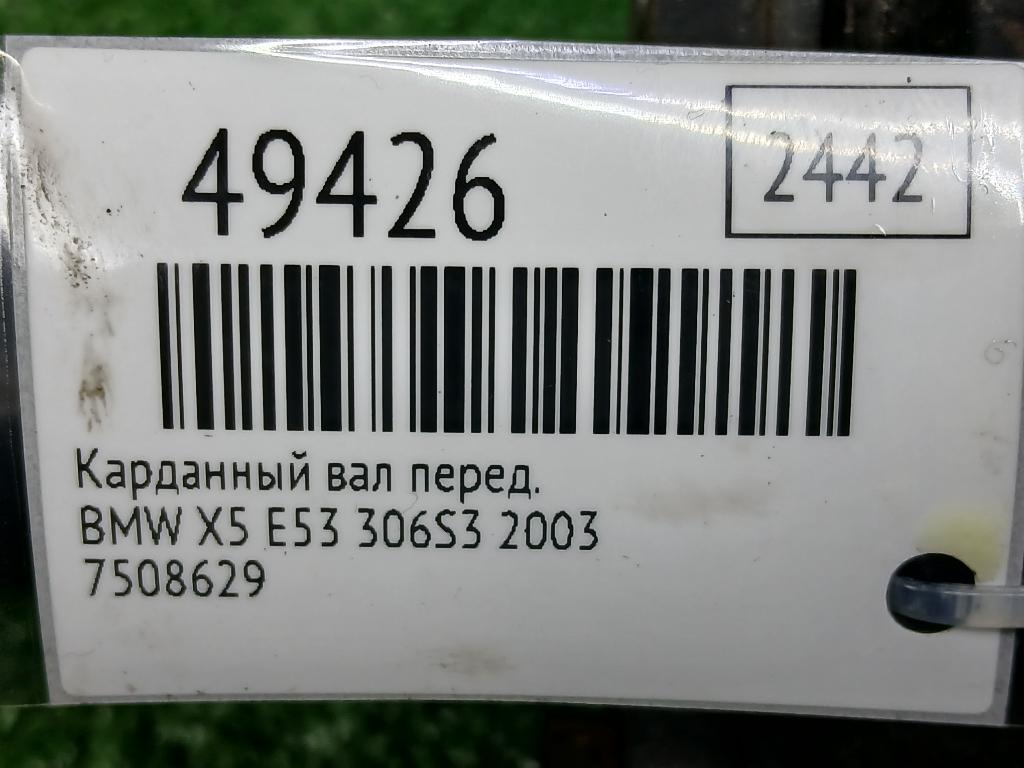 49426
2442
Карданный вал перед.
BMW X5 E53 306S3 2003
7508629